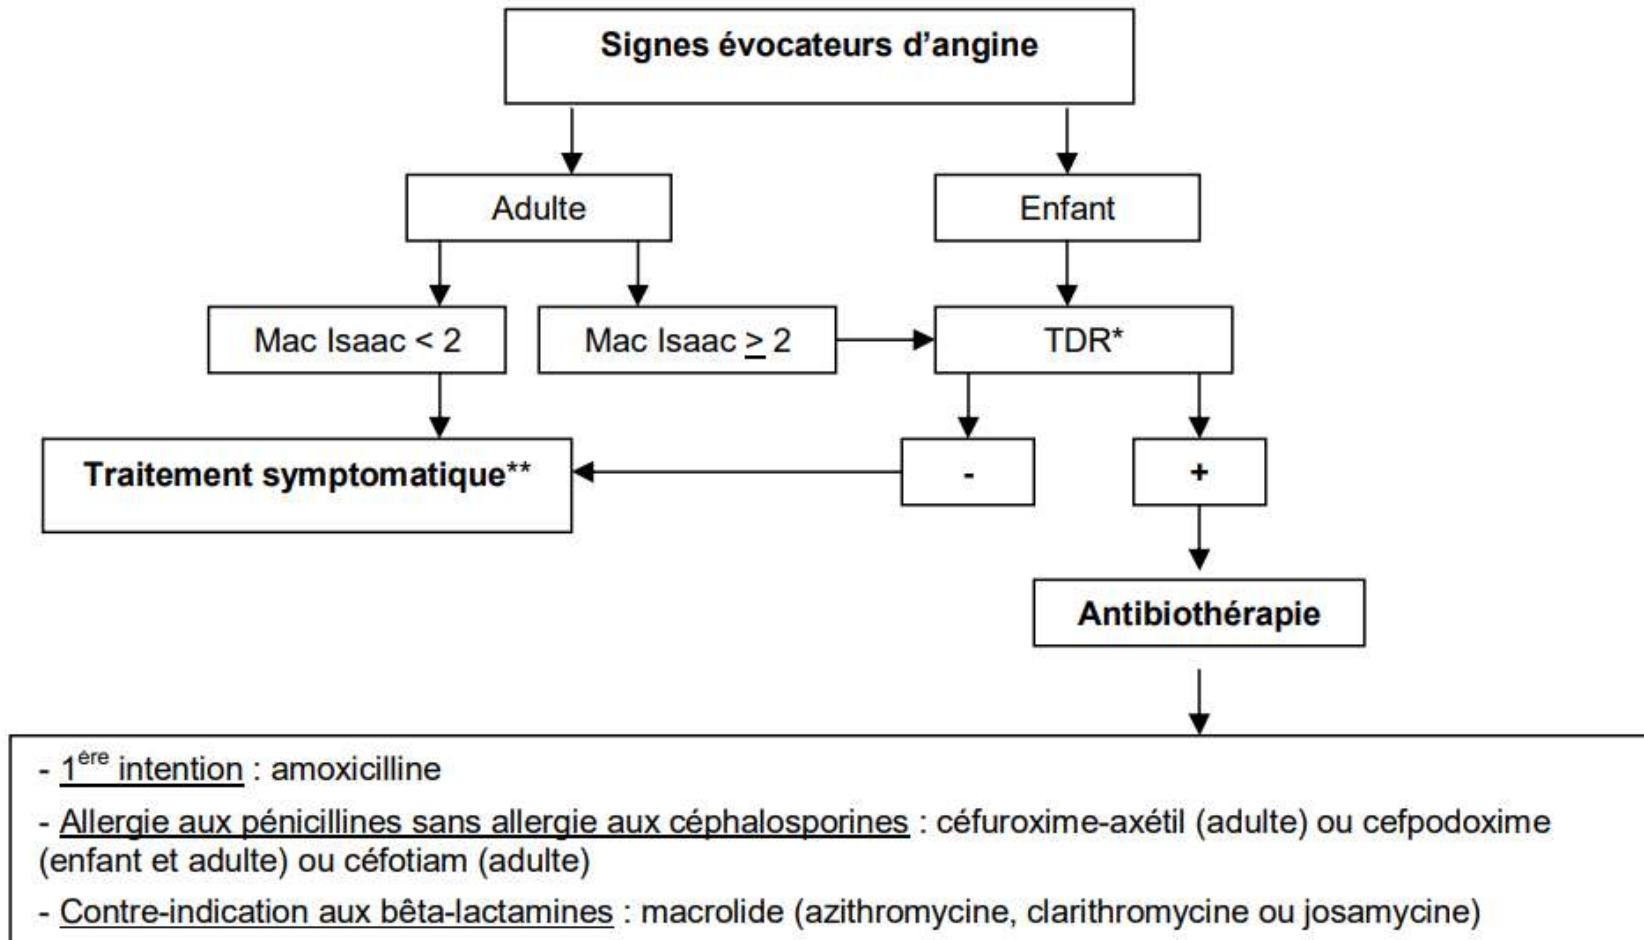 Signes évocateurs d’angine
Adulte
Enfant
Mac Isaac < 2
Mac Isaac ≥ 2
TDR*
Traitement symptomatique**
-
+
Antibiothérapie
- 1ère intention : amoxicilline
- Allergie aux pénicillines sans allergie aux céphalosporines : céfuroxime-axétil (adulte) ou cefpodoxime
(enfant et adulte) ou céfotiam (adulte)
- Contre-indication aux bêta-lactamines : macrolide (azithromycine, clarithromycine ou josamycine)